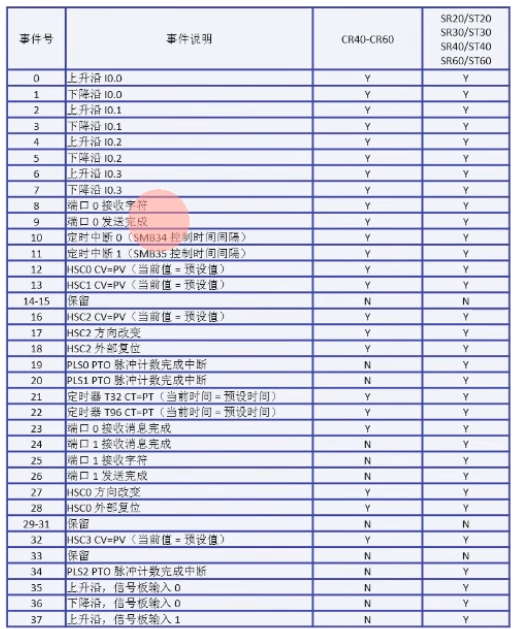 事件号 事件说明 CR40-CR60 SR20/ST20
SR30/ST30
SR40/ST40
SR60/ST60
0 上升沿 I0.0 Y Y
1 下降沿 I0.0 Y Y
2 上升沿 I0.1 Y Y
3 下降沿 I0.1 Y Y
4 上升沿 I0.2 Y Y
5 下降沿 I0.2 Y Y
6 上升沿 I0.3 Y Y
7 下降沿 I0.3 Y Y
8 端口 0 接收字符 Y Y
9 端口 0 发送完成 Y Y
10 定时中断 0（SMB34 控制时间间隔） Y Y
11 定时中断 1（SMB35 控制时间间隔） Y Y
12 HSC0 CV=PV（当前值 = 预设值） Y Y
13 HSC1 CV=PV（当前值 = 预设值） Y Y
14-15 保留 N N
16 HSC2 CV=PV（当前值 = 预设值） Y Y
17 HSC2 方向改变 Y Y
18 HSC2 外部复位 Y Y
19 PLS0 PTO 脉冲计数完成中断 N Y
20 PLS1 PTO 脉冲计数完成中断 N Y
21 定时器 T32 CT=PT（当前时间 = 预设时间） Y Y
22 定时器 T96 CT=PT（当前时间 = 预设时间） Y Y
23 端口 0 接收消息完成 Y Y
24 端口 1 接收消息完成 N Y
25 端口 1 接收字符 N Y
26 端口 1 发送完成 N Y
27 HSC0 方向改变 Y Y
28 HSC0 外部复位 Y Y
29-31 保留 N N
32 HSC3 CV=PV（当前值 = 预设值） Y Y
33 保留 N N
34 PLS2 PTO 脉冲计数完成中断 N Y
35 上升沿，信号板输入 0 N Y
36 下降沿，信号板输入 0 N Y
37 上升沿，信号板输入 1 N Y